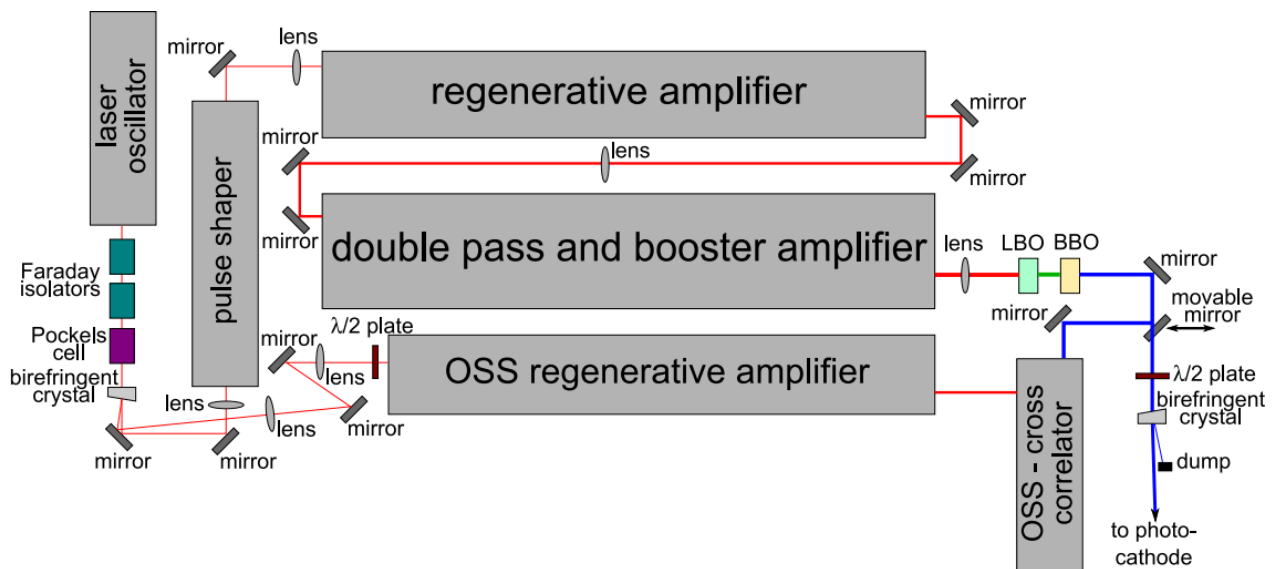 laser
oscillator
Faraday
isolators
Pockels
cell
birefringent
crystal
mirror
mirror
lens
pulse shaper
lens
mirror
regenerative amplifier
mirror
lens
mirror
mirror
mirror
double pass and booster amplifier
lens
LBO
BBO
mirror
mirror
movable
mirror
mirror
λ/2 plate
lens
lens
mirror
OSS regenerative amplifier
OSS - cross
correlator
λ/2 plate
birefringent
crystal
dump
to photo-
cathode